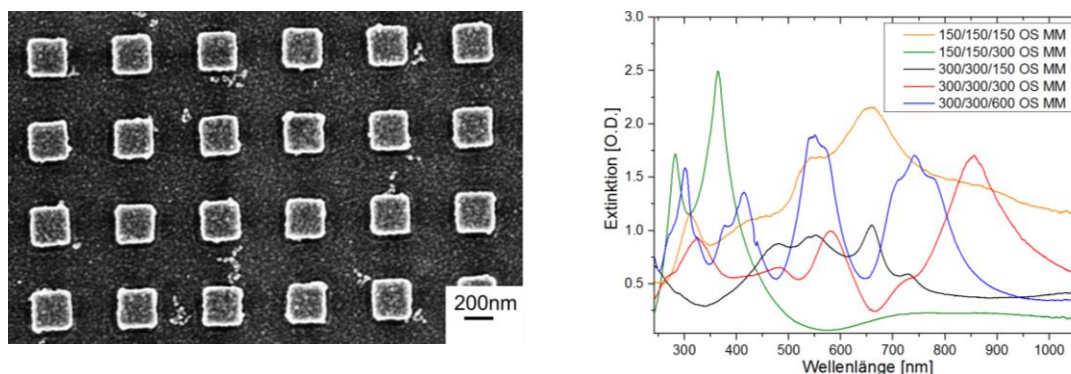 200nm
3.0
2.5
2.0
1.5
1.0
0.5
300 400 500 600 700 800 900 1000
Extinktion [O.D.]
Wellenlänge [nm]
150/150/150 OS MM
150/150/300 OS MM
300/300/150 OS MM
300/300/300 OS MM
300/300/600 OS MM